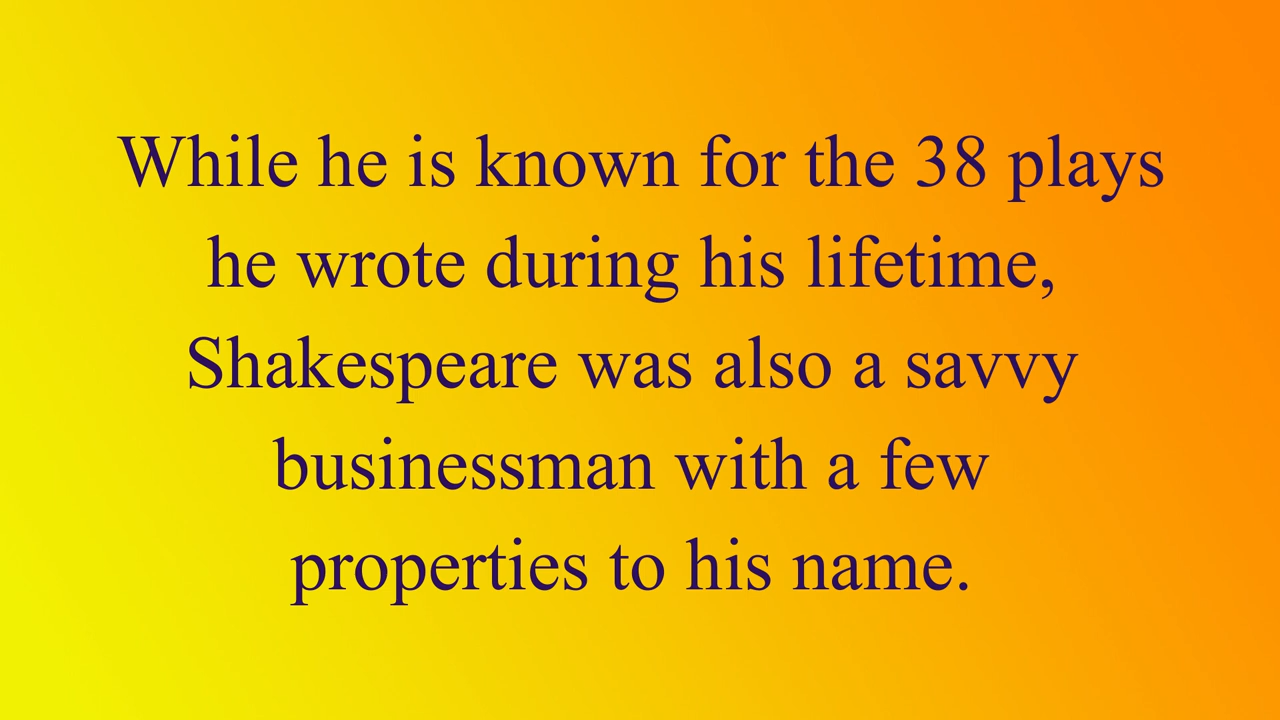 While he is known for the 38 plays
he wrote during his lifetime,
Shakespeare was also a savvy
businessman with a few
properties to his name.